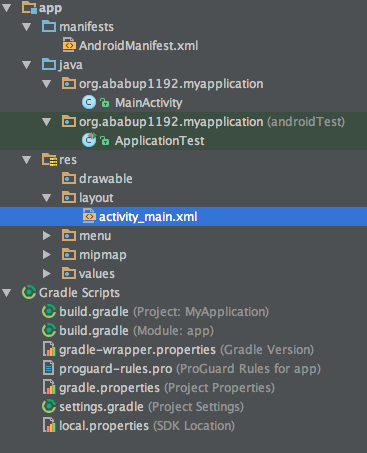 app
manifests
AndroidManifest.xml
java
org.ababup1192.myapplication
MainActivity
org.ababup1192.myapplication (androidTest)
ApplicationTest
res
drawable
layout
activity_main.xml
menu
mipmap
values
Gradle Scripts
build.gradle (Project: MyApplication)
build.gradle (Module: app)
gradle-wrapper.properties (Gradle Version)
proguard-rules.pro (ProGuard Rules for app)
gradle.properties (Project Properties)
settings.gradle (Project Settings)
local.properties (SDK Location)